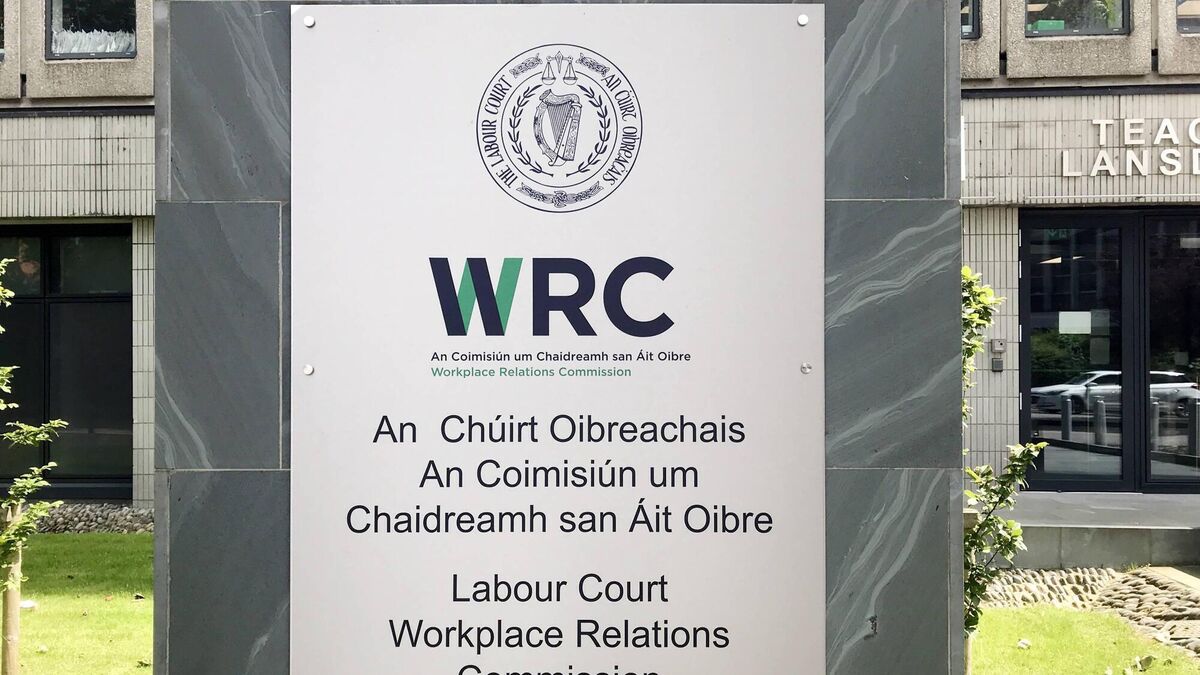 THE LABOUR COURT
AN CHÚIRT OIBREACHAIS
WRC
An Coimisiún um Chaidreamh san Áit Oibre
Workplace Relations Commission
An Chúirt Oibreachais
An Coimisiún um
Chaidreamh san Áit Oibre
Labour Court
Workplace Relations
Commission
TEAC
LANSD